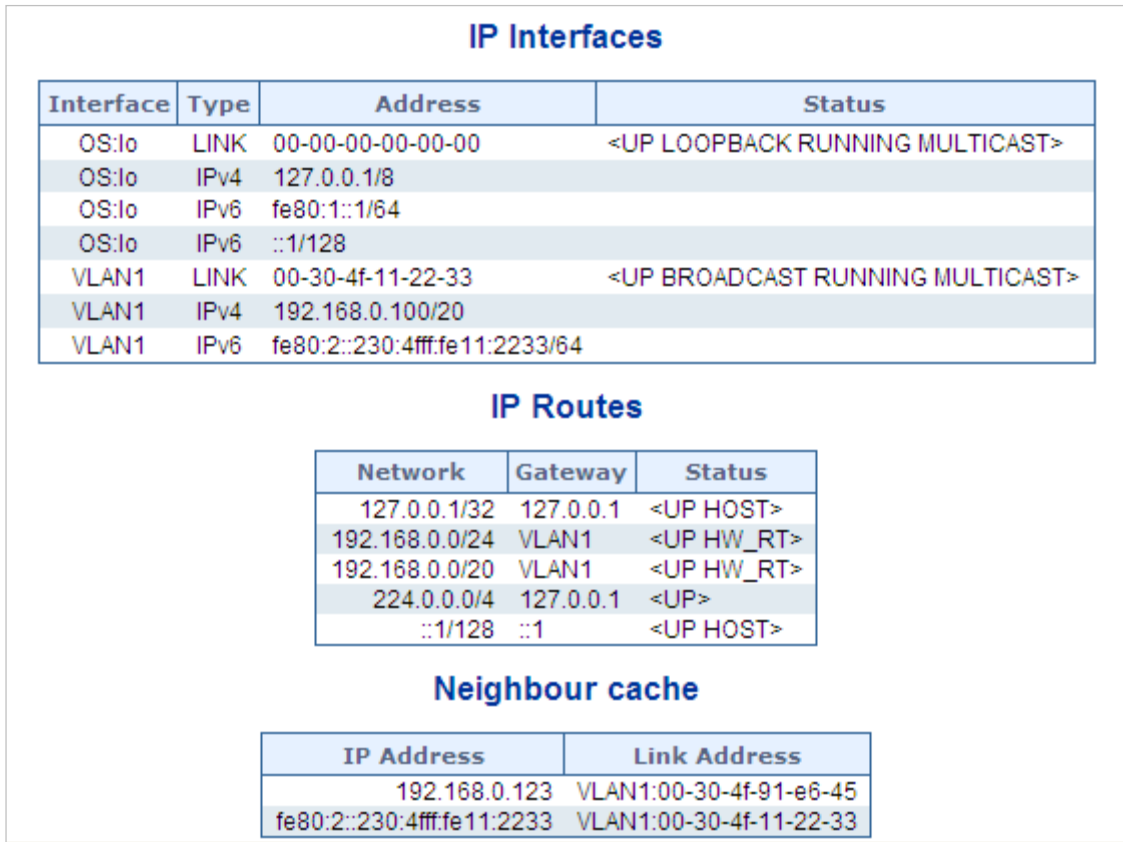 IP Interfaces
Interface Type Address Status
OS:lo LINK 00-00-00-00-00-00 <UP LOOPBACK RUNNING MULTICAST>
OS:lo IPv4 127.0.0.1/8
OS:lo IPv6 fe80:1::1/64
OS:lo IPv6 ::1/128
VLAN1 LINK 00-30-4f-11-22-33 <UP BROADCAST RUNNING MULTICAST>
VLAN1 IPv4 192.168.0.100/20
VLAN1 IPv6 fe80:2::230:4fff:fe11:2233/64
IP Routes
Network Gateway Status
127.0.0.1/32 127.0.0.1 <UP HOST>
192.168.0.0/24 VLAN1 <UP HW_RT>
192.168.0.0/20 VLAN1 <UP HW_RT>
224.0.0.0/4 127.0.0.1 <UP>
::1/128 ::1 <UP HOST>
Neighbour cache
IP Address Link Address
192.168.0.123 VLAN1:00-30-4f-91-e6-45
fe80:2::230:4fff:fe11:2233 VLAN1:00-30-4f-11-22-33